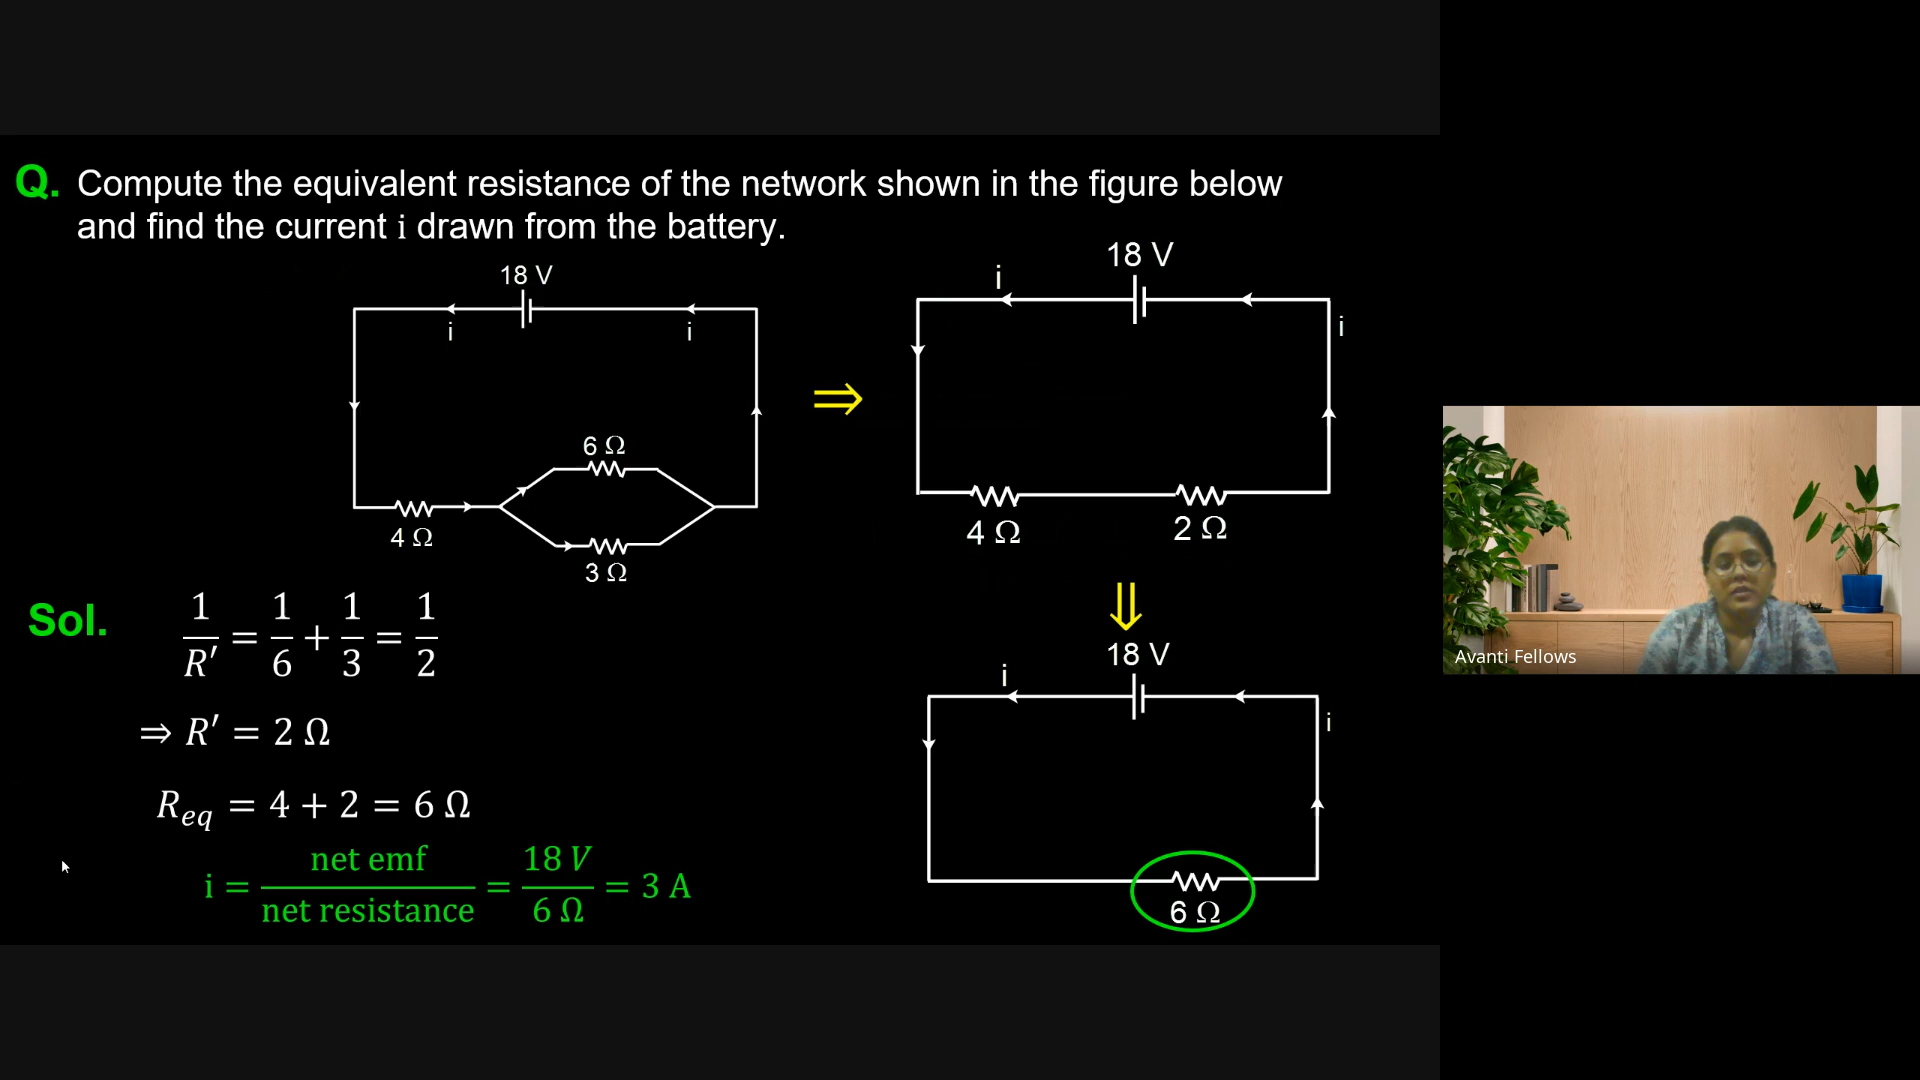 Q. Compute the equivalent resistance of the network shown in the figure below
and find the current i drawn from the battery.
18 V
i
i
6 Ω
4 Ω
3 Ω
⇒
18 V
i
i
4 Ω
2 Ω
⇓
18 V
i
i
6 Ω
Sol. 1/R′ = 1/6 + 1/3 = 1/2
⇒ R′ = 2 Ω
R_eq = 4 + 2 = 6 Ω
i = net emf / net resistance = 18 V / 6 Ω = 3 A
Avanti Fellows